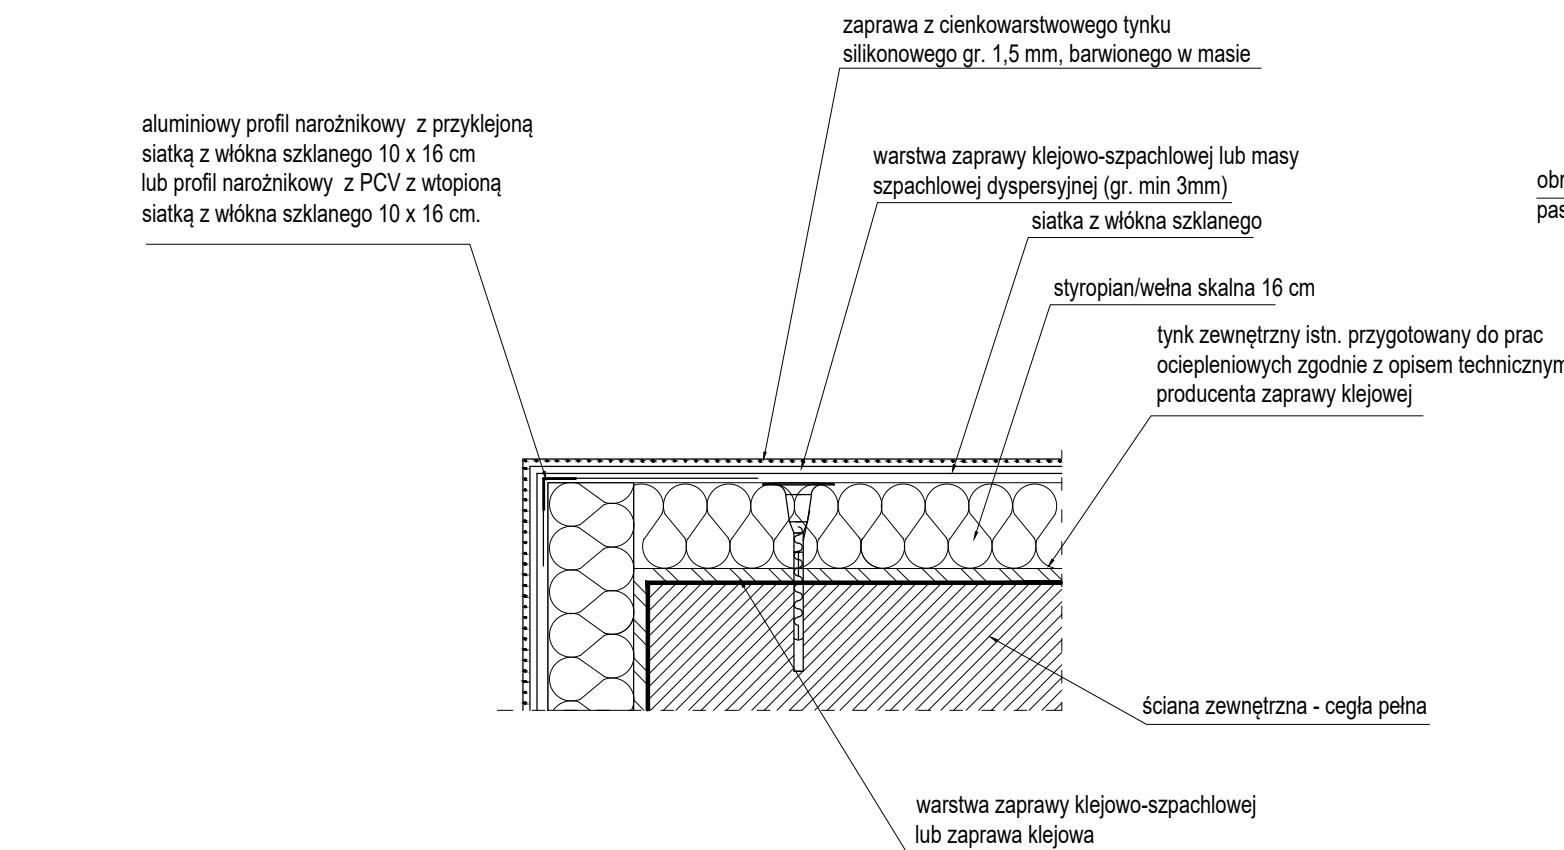 zaprawa z cienkowarstwowego tynku
silikonowego gr. 1,5 mm, barwionego w masie
aluminiowy profil narożnikowy z przyklejoną
siatką z włókna szklanego 10 x 16 cm
lub profil narożnikowy z PCV z wtopioną
siatką z włókna szklanego 10 x 16 cm.
warstwa zaprawy klejowo-szpachlowej lub masy
szpachlowej dyspersyjnej (gr. min 3mm)
siatka z włókna szklanego
styropian/wełna skalna 16 cm
tynk zewnętrzny istn. przygotowany do prac
ociepleniowych zgodnie z opisem technicznym
producenta zaprawy klejowej
ściana zewnętrzna - cegła pełna
warstwa zaprawy klejowo-szpachlowej
lub zaprawa klejowa